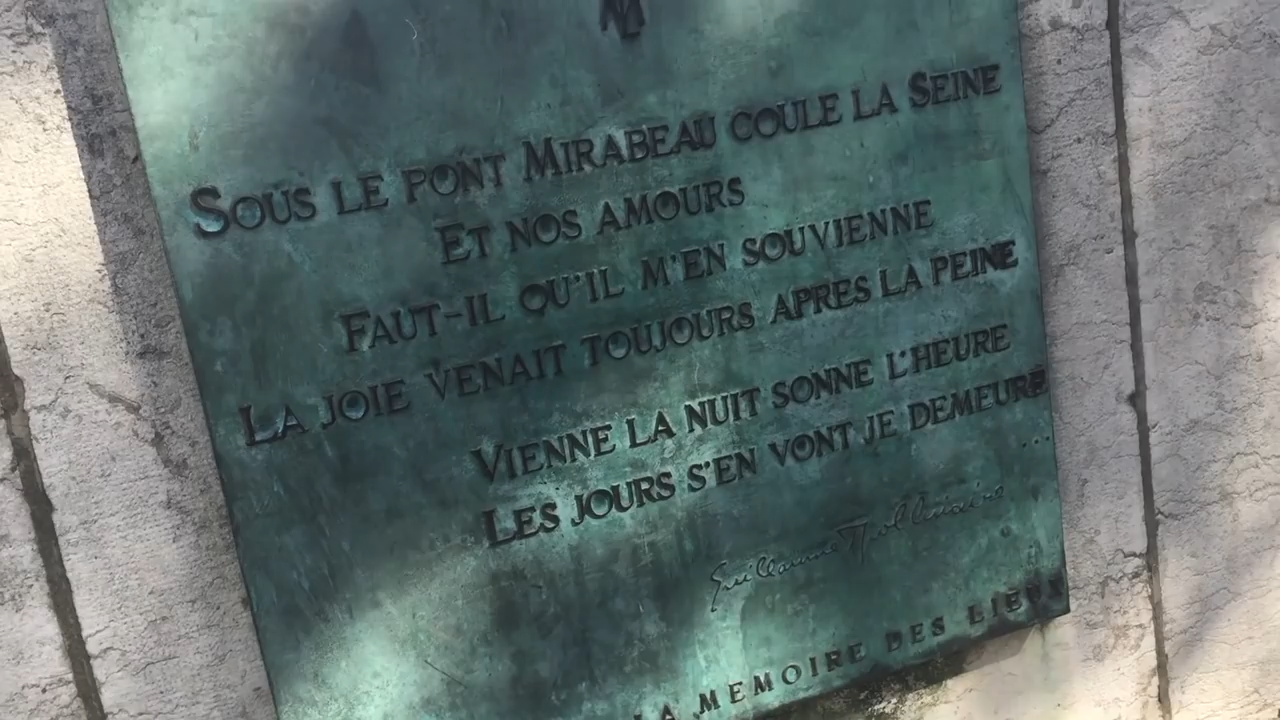 SOUS LE PONT MIRABEAU COULE LA SEINE
ET NOS AMOURS
FAUT-IL QU'IL M'EN SOUVIENNE
LA JOIE VENAIT TOUJOURS APRES LA PEINE
VIENNE LA NUIT SONNE L'HEURE
LES JOURS S'EN VONT JE DEMEURE
...
Guillaume Apollinaire
LA MEMOIRE DES LIEUX